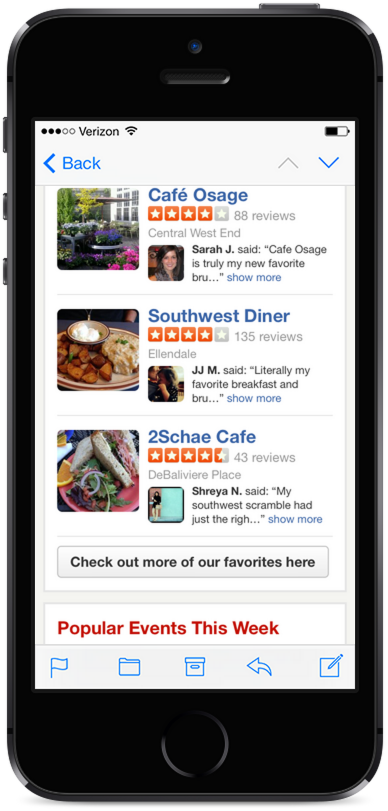 Verizon
Back
Café Osage
88 reviews
Central West End
Sarah J. said: “Cafe Osage
is truly my new favorite
bru…” show more
Southwest Diner
135 reviews
Ellendale
JJ M. said: “Literally my
favorite breakfast and
bru…” show more
2Schae Cafe
43 reviews
DeBaliviere Place
Shreya N. said: “My
southwest scramble had
just the righ…” show more
Check out more of our favorites here
Popular Events This Week